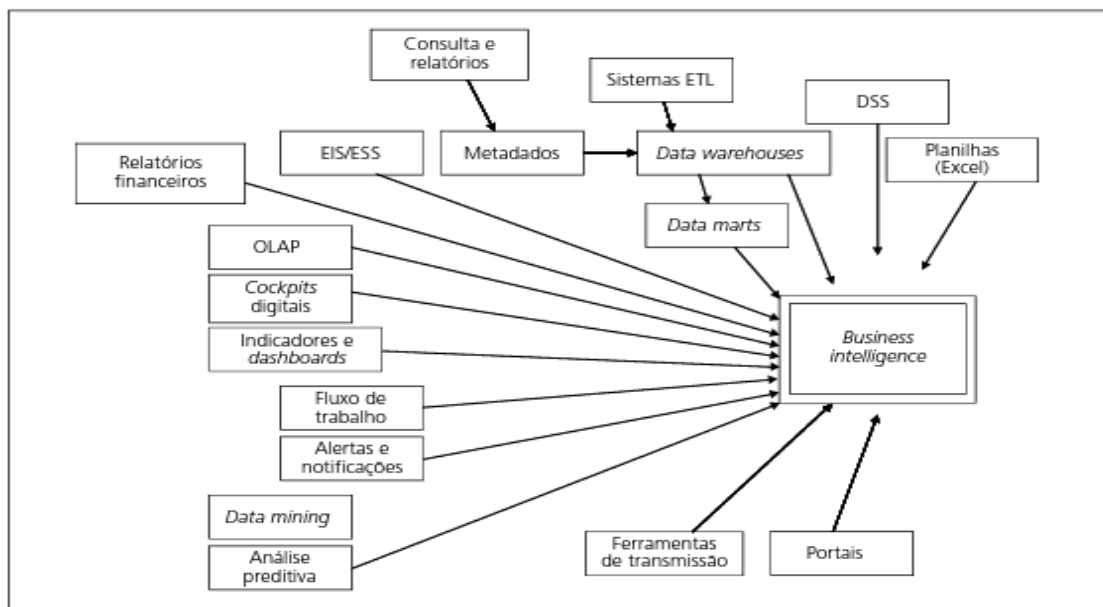 Consulta e
relatórios
Sistemas ETL
DSS
EIS/ESS
Metadados
Data warehouses
Planilhas
(Excel)
Relatórios
financeiros
Data marts
OLAP
Cockpits
digitais
Indicadores e
dashboards
Business
intelligence
Fluxo de
trabalho
Alertas e
notificações
Data mining
Análise
preditiva
Ferramentas
de transmissão
Portais